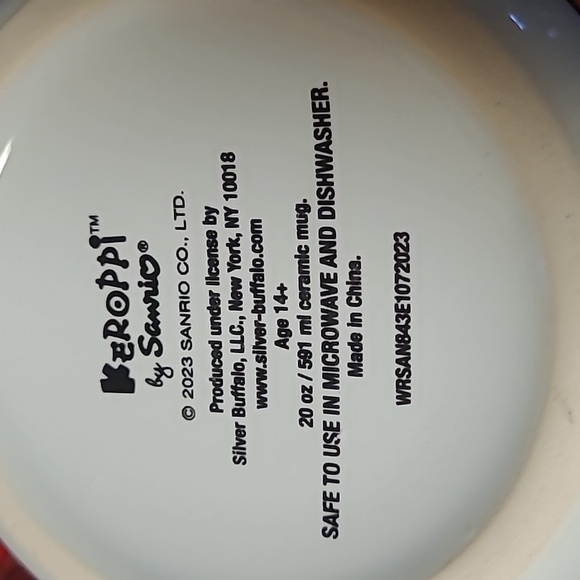 KEROPPI™
by Sanrio®
© 2023 SANRIO CO., LTD.
Produced under license by
Silver Buffalo, LLC., New York, NY 10018
www.silver-buffalo.com
Age 14+
20 oz / 591 ml ceramic mug.
SAFE TO USE IN MICROWAVE AND DISHWASHER.
Made in China.
WRSAN843E1072023